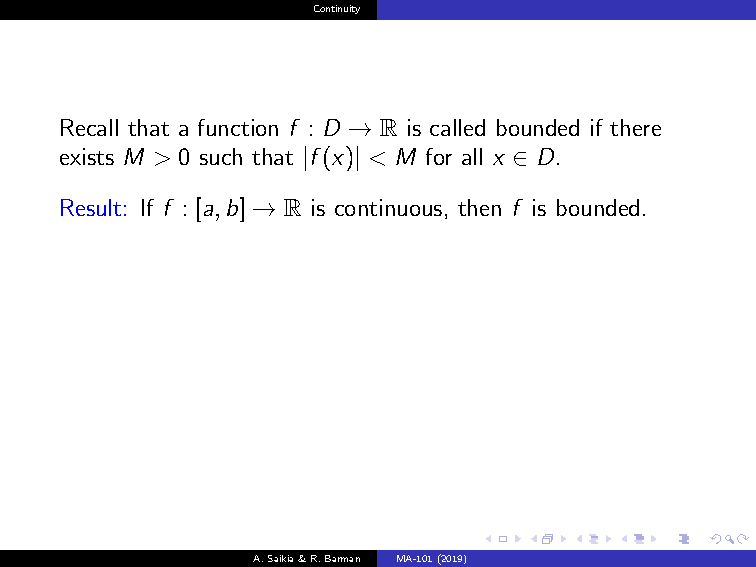 Continuity
Recall that a function f : D → ℝ is called bounded if there
exists M > 0 such that |f(x)| < M for all x ∈ D.
Result: If f : [a, b] → ℝ is continuous, then f is bounded.
A. Saikia & R. Barman MA-101 (2019)